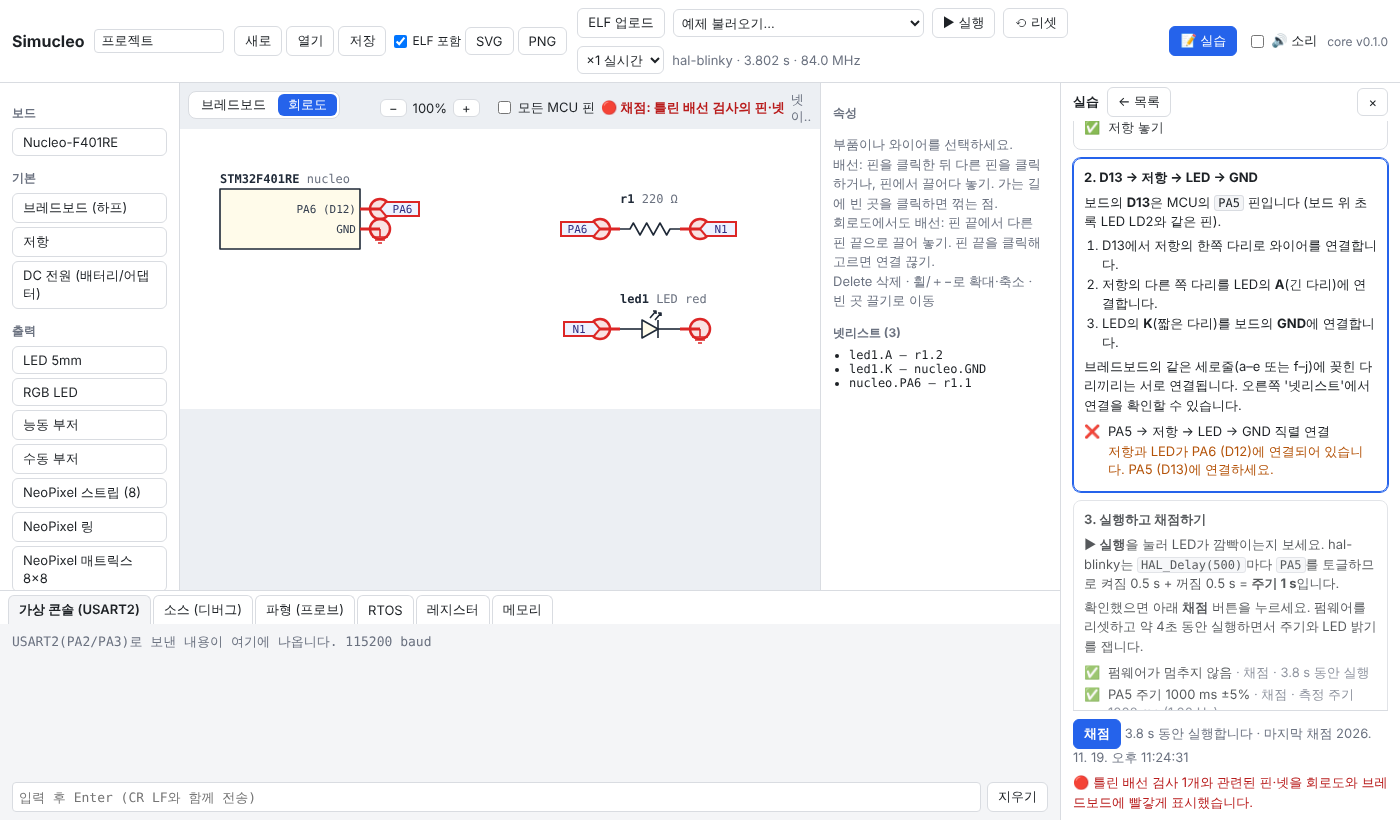 Simucleo
프로젝트
새로
열기
저장
ELF 포함
SVG
PNG
ELF 업로드
예제 불러오기...
▶ 실행
⟲ 리셋
×1 실시간
hal-blinky · 3.802 s · 84.0 MHz
📝 실습
🔊 소리
core v0.1.0
보드
Nucleo-F401RE
기본
브레드보드 (하프)
저항
DC 전원 (배터리/어댑
터)
출력
LED 5mm
RGB LED
능동 부저
수동 부저
NeoPixel 스트립 (8)
NeoPixel 링
NeoPixel 매트릭스
8×8
브레드보드
회로도
−
100%
+
모든 MCU 핀
🔴 채점: 틀린 배선 검사의 핀·넷
넷
이..
STM32F401RE nucleo
PA6 (D12)
PA6
GND
r1 220 Ω
PA6
N1
led1 LED red
N1
속성
부품이나 와이어를 선택하세요.
배선: 핀을 클릭한 뒤 다른 핀을 클릭
하거나, 핀에서 끌어다 놓기. 가는 길
에 빈 곳을 클릭하면 꺾는 점.
회로도에서도 배선: 핀 끝에서 다른
핀 끝으로 끌어 놓기. 핀 끝을 클릭해
고르면 연결 끊기.
Delete 삭제 · 휠/+−로 확대·축소 ·
빈 곳 끌기로 이동
넷리스트 (3)
• led1.A — r1.2
• led1.K — nucleo.GND
• nucleo.PA6 — r1.1
실습
← 목록
×
✅ 저항 놓기
2. D13 → 저항 → LED → GND
보드의 D13은 MCU의 PA5 핀입니다 (보드 위 초
록 LED LD2와 같은 핀).
1. D13에서 저항의 한쪽 다리로 와이어를 연결합니
다.
2. 저항의 다른 쪽 다리를 LED의 A(긴 다리)에 연
결합니다.
3. LED의 K(짧은 다리)를 보드의 GND에 연결합니
다.
브레드보드의 같은 세로줄(a–e 또는 f–j)에 꽂힌 다
리끼리는 서로 연결됩니다. 오른쪽 '넷리스트'에서
연결을 확인할 수 있습니다.
❌ PA5 → 저항 → LED → GND 직렬 연결
저항과 LED가 PA6 (D12)에 연결되어 있습니
다. PA5 (D13)에 연결하세요.
3. 실행하고 채점하기
▶ 실행을 눌러 LED가 깜빡이는지 보세요. hal-
blinky는 HAL_Delay(500)마다 PA5를 토글하므
로 켜짐 0.5 s + 꺼짐 0.5 s = 주기 1 s입니다.
확인했으면 아래 채점 버튼을 누르세요. 펌웨어를
리셋하고 약 4초 동안 실행하면서 주기와 LED 밝기
를 잽니다.
✅ 펌웨어가 멈추지 않음 · 채점 · 3.8 s 동안 실행
✅ PA5 주기 1000 ms ±5% · 채점 · 측정 주기
채점
3.8 s 동안 실행합니다 · 마지막 채점 2026.
11. 19. 오후 11:24:31
🔴 틀린 배선 검사 1개와 관련된 핀·넷을 회로도와 브레
드보드에 빨갛게 표시했습니다.
가상 콘솔 (USART2)
소스 (디버그)
파형 (프로브)
RTOS
레지스터
메모리
USART2(PA2/PA3)로 보낸 내용이 여기에 나옵니다. 115200 baud
입력 후 Enter (CR LF와 함께 전송)
지우기